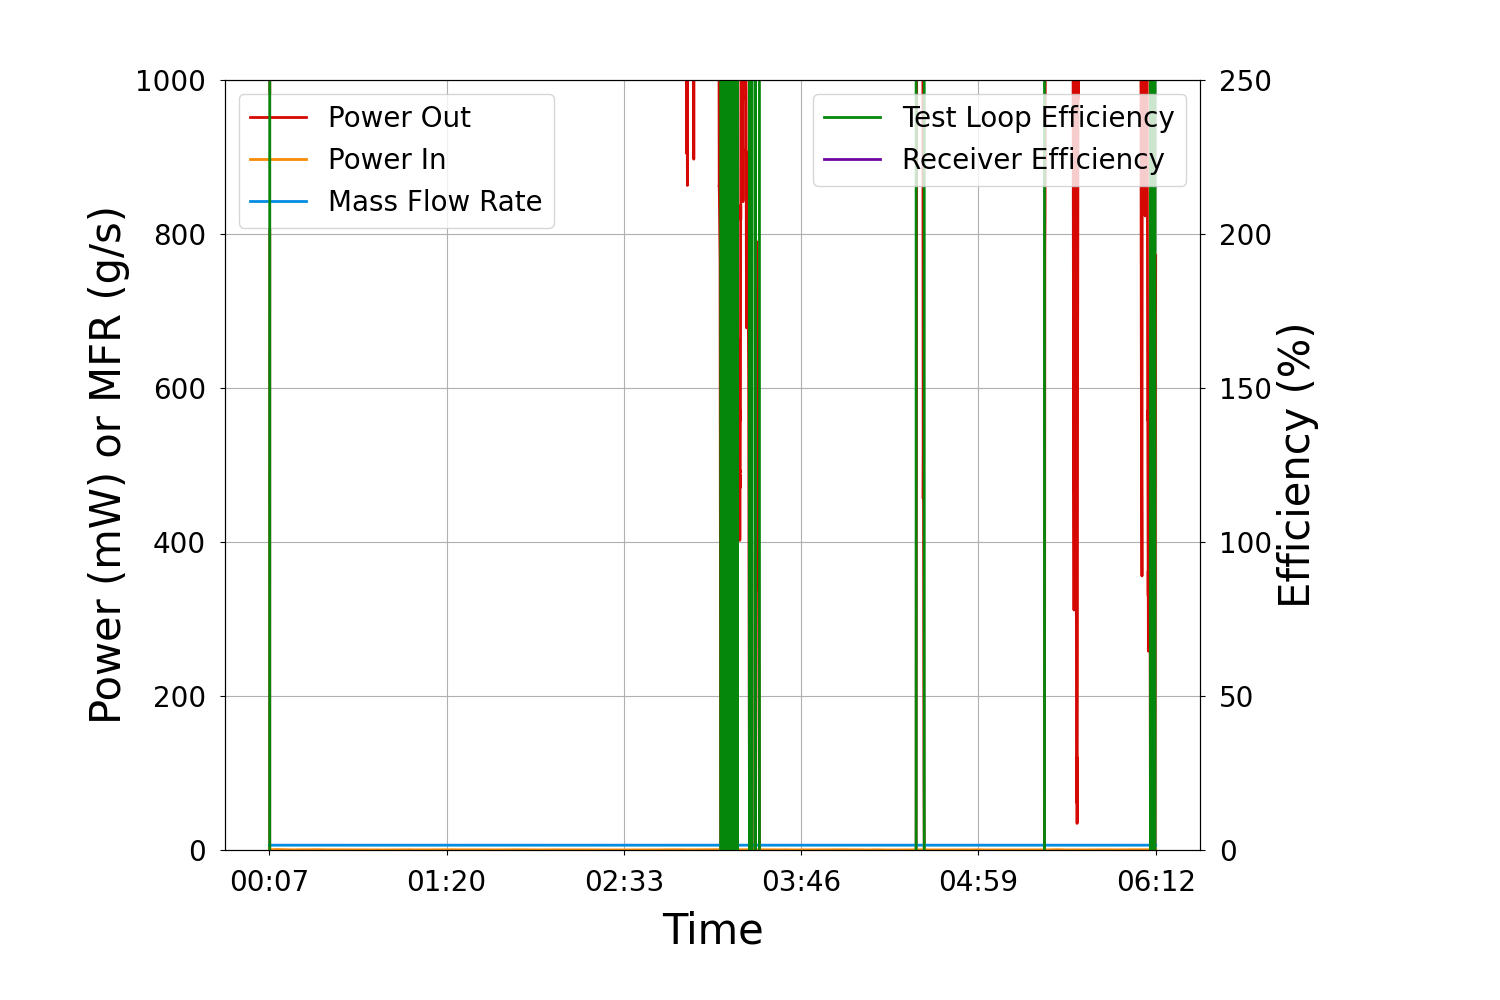 1000
800
600
400
200
0
Power (mW) or MFR (g/s)
Power Out
Power In
Mass Flow Rate
Test Loop Efficiency
Receiver Efficiency
250
200
150
100
50
0
Efficiency (%)
00:07 01:20 02:33 03:46 04:59 06:12
Time